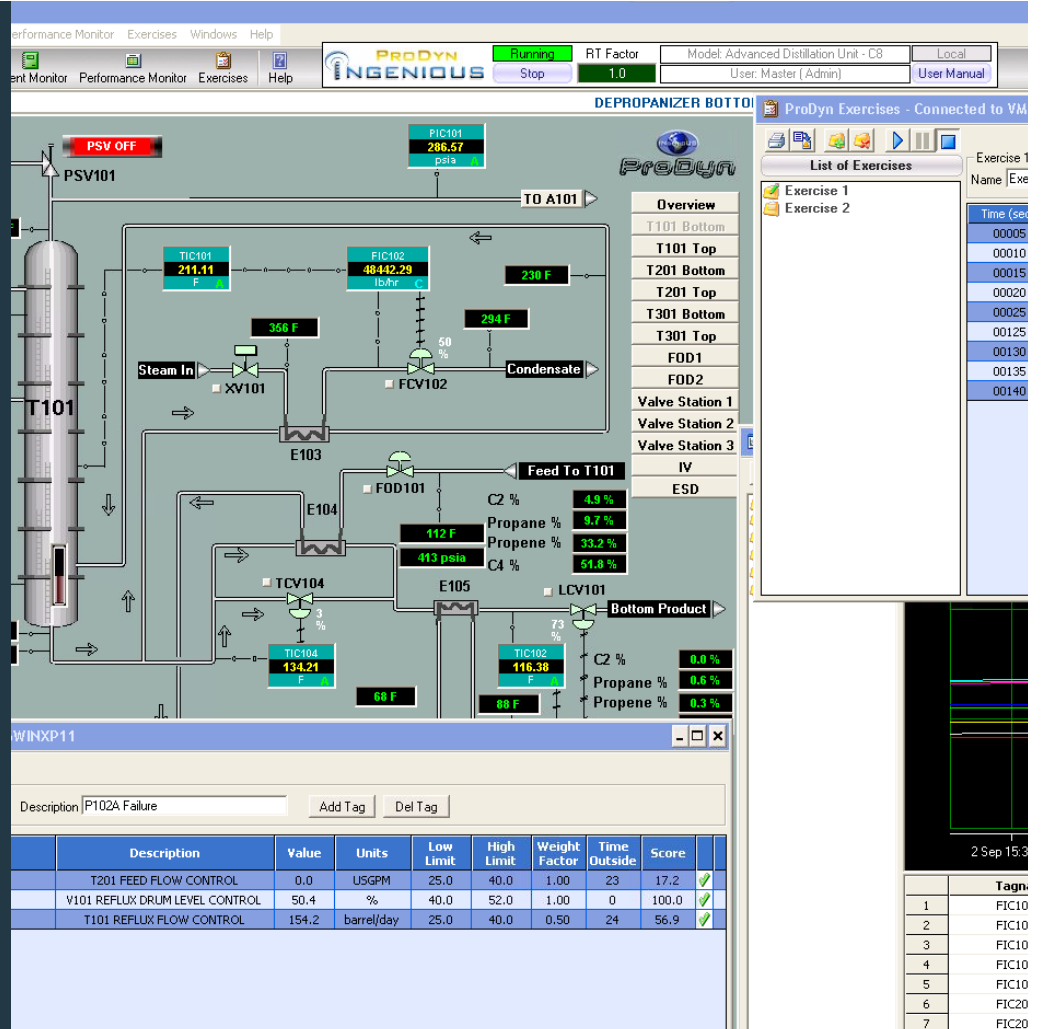 erformance Monitor Exercises Windows Help
ent Monitor Performance Monitor Exercises Help
PRODYN
INGENIOUS
Running
Stop
RT Factor
1.0
Model: Advanced Distillation Unit - C8
User: Master ( Admin)
Local
User Manual
DEPROPANIZER BOTTO
PSV OFF
PSV101
PIC101
286.57
psia A
ProDyn
TO A101
TIC101
211.11
F A
FIC102
48442.29
lb/hr C
230 F
356 F
294 F
50
%
Steam In
XV101
FCV102
Condensate
T101
E103
Feed To T101
FOD101
E104
112 F
413 psia
C2 % 4.9 %
Propane % 9.7 %
Propene % 33.2 %
C4 % 51.8 %
TCV104
3
%
E105
LCV101
73
%
Bottom Product
TIC104
134.21
F A
TIC102
116.38
F A
68 F
88 F
C2 % 0.0 %
Propane % 0.6 %
Propene % 0.3 %
Overview
T101 Bottom
T101 Top
T201 Bottom
T201 Top
T301 Bottom
T301 Top
FOD1
FOD2
Valve Station 1
Valve Station 2
Valve Station 3
IV
ESD
ProDyn Exercises - Connected to VM
List of Exercises
Exercise 1
Exercise 2
Exercise 1
Name Exe
Time (sec
00005
00010
00015
00020
00025
00125
00130
00135
00140
WINXP11
Description P102A Failure Add Tag Del Tag
Description Value Units Low Limit High Limit Weight Factor Time Outside Score
T201 FEED FLOW CONTROL 0.0 USGPM 25.0 40.0 1.00 23 17.2
V101 REFLUX DRUM LEVEL CONTROL 50.4 % 40.0 52.0 1.00 0 100.0
T101 REFLUX FLOW CONTROL 154.2 barrel/day 25.0 40.0 0.50 24 56.9
2 Sep 15:3
Tagna
1 FIC10
2 FIC10
3 FIC10
4 FIC10
5 FIC10
6 FIC20
7 FIC20